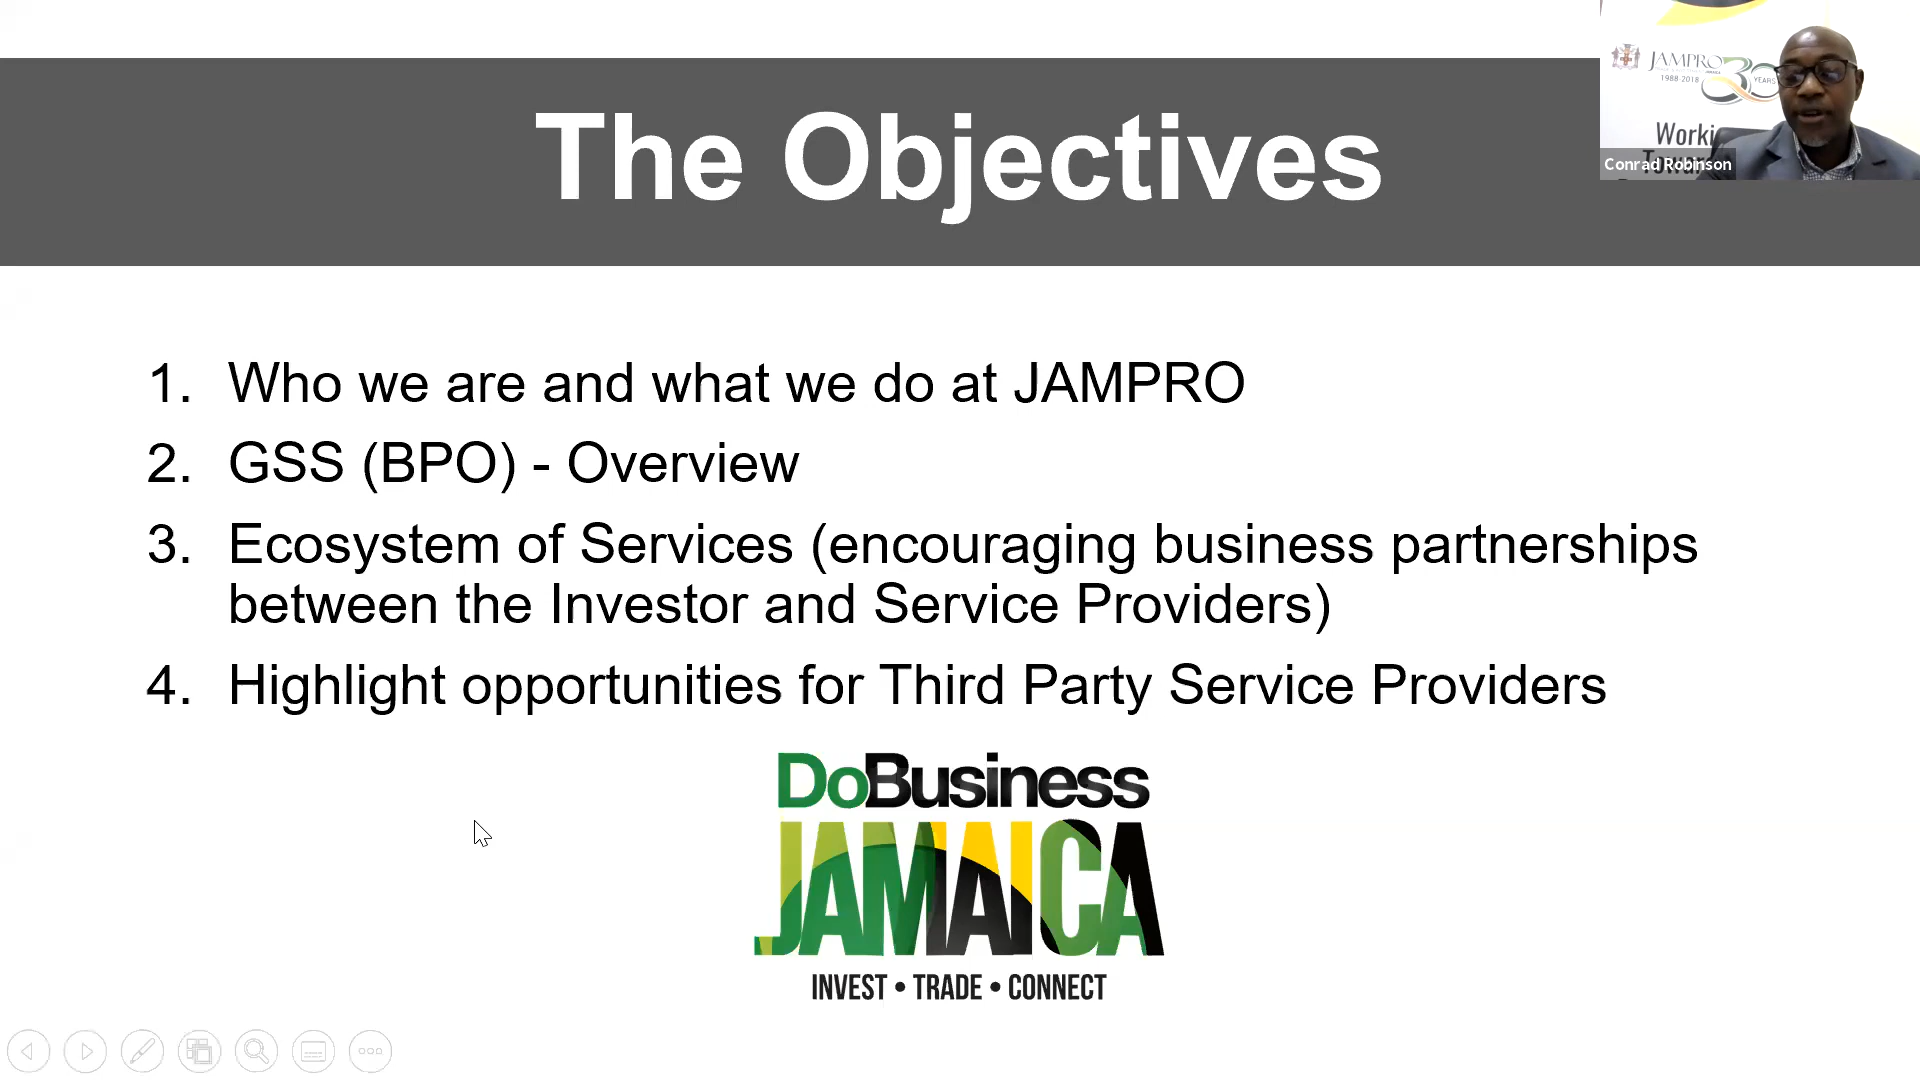 The Objectives
JAMPRO
1988-2018
30
YEARS
Conrad Robinson
1. Who we are and what we do at JAMPRO
2. GSS (BPO) - Overview
3. Ecosystem of Services (encouraging business partnerships
between the Investor and Service Providers)
4. Highlight opportunities for Third Party Service Providers
DoBusiness
JAMAICA
INVEST • TRADE • CONNECT